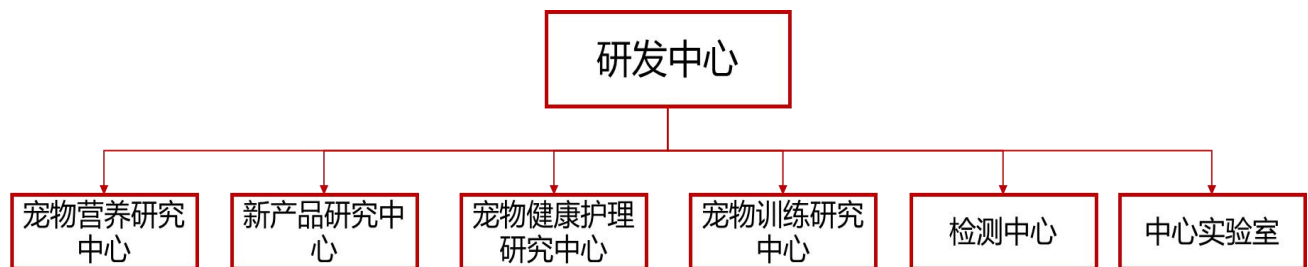 研发中心
宠物营养研究
中心
新产品研究中
心
宠物健康护理
研究中心
宠物训练研究
中心
检测中心
中心实验室